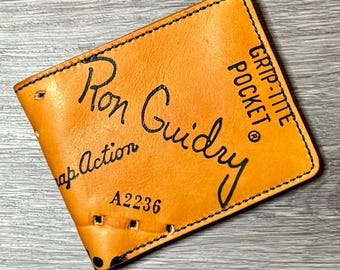 Ron Guidry
GRIP-TITE
POCKET®
ap Action
A2236